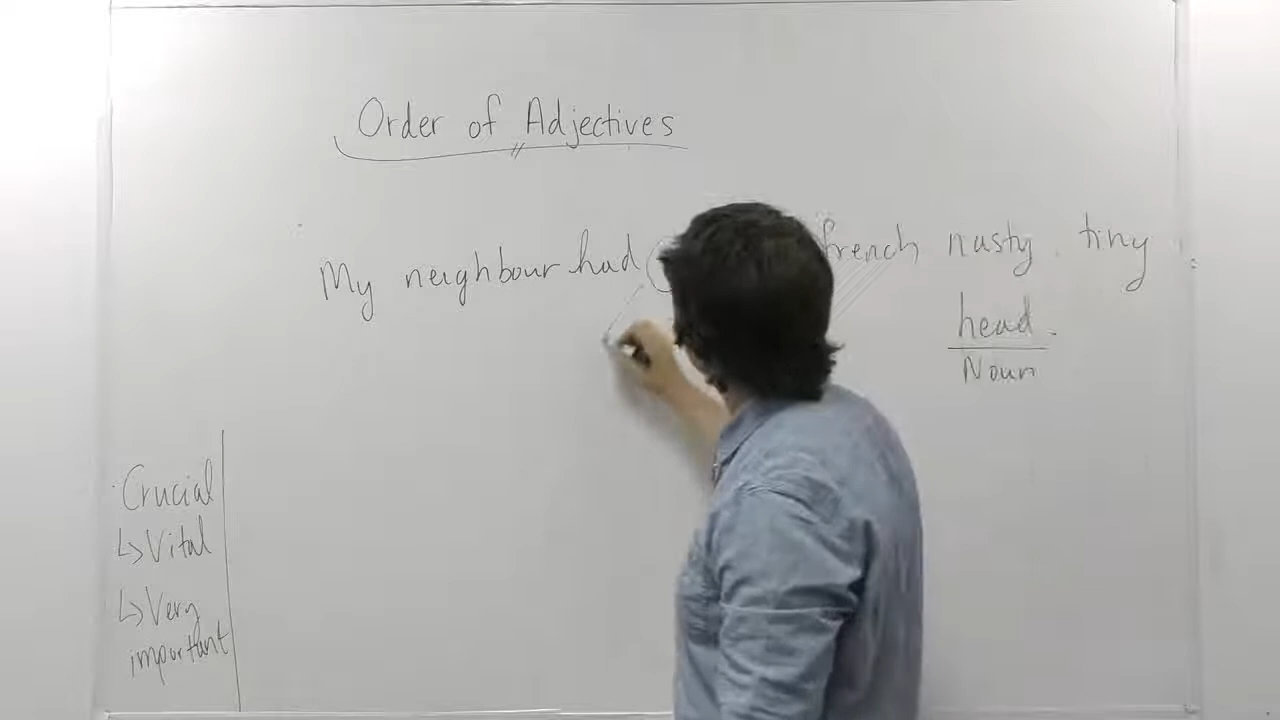 Order of Adjectives
My neighbour had french nasty, tiny
head.
Noun
Crucial
↳ Vital
↳ Very
important